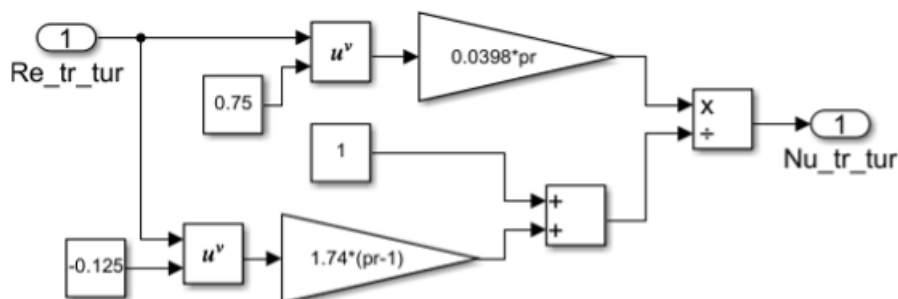 1
Re_tr_tur
0.75
u^v
0.0398*pr
x
÷
1
Nu_tr_tur
1
+
+
-0.125
u^v
1.74*(pr-1)